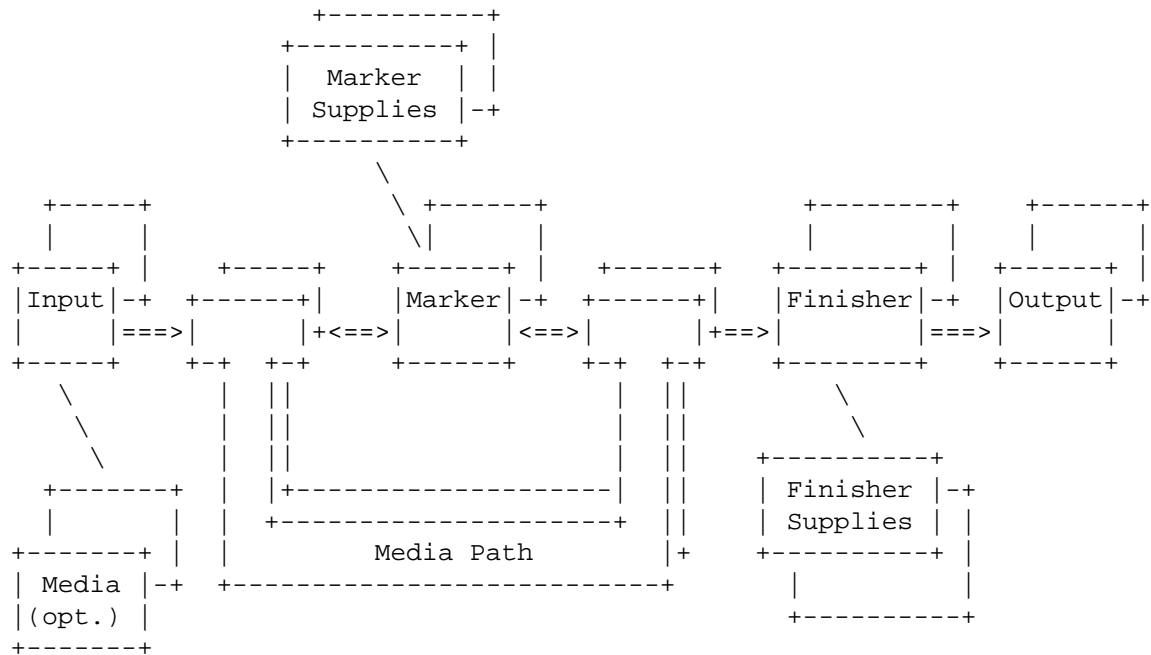 Marker
Supplies
Input
Marker
Finisher
Output
Finisher
Supplies
Media Path
Media
(opt.)